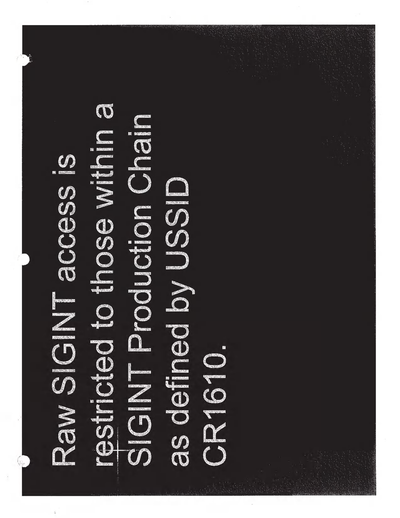 Raw SIGINT access is
restricted to those within a
SIGINT Production Chain
as defined by USSID
CR1610.